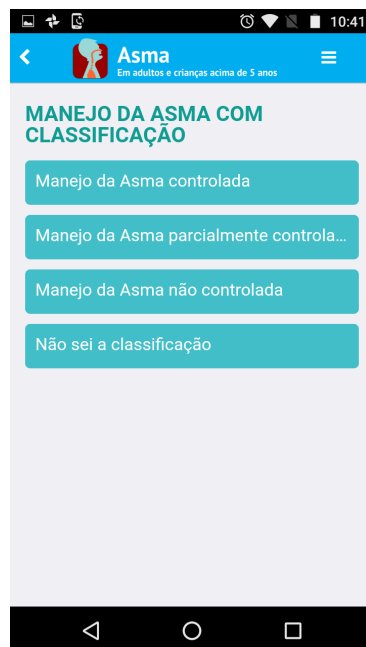 10:41
Asma
Em adultos e crianças acima de 5 anos
MANEJO DA ASMA COM
CLASSIFICAÇÃO
Manejo da Asma controlada
Manejo da Asma parcialmente controla...
Manejo da Asma não controlada
Não sei a classificação